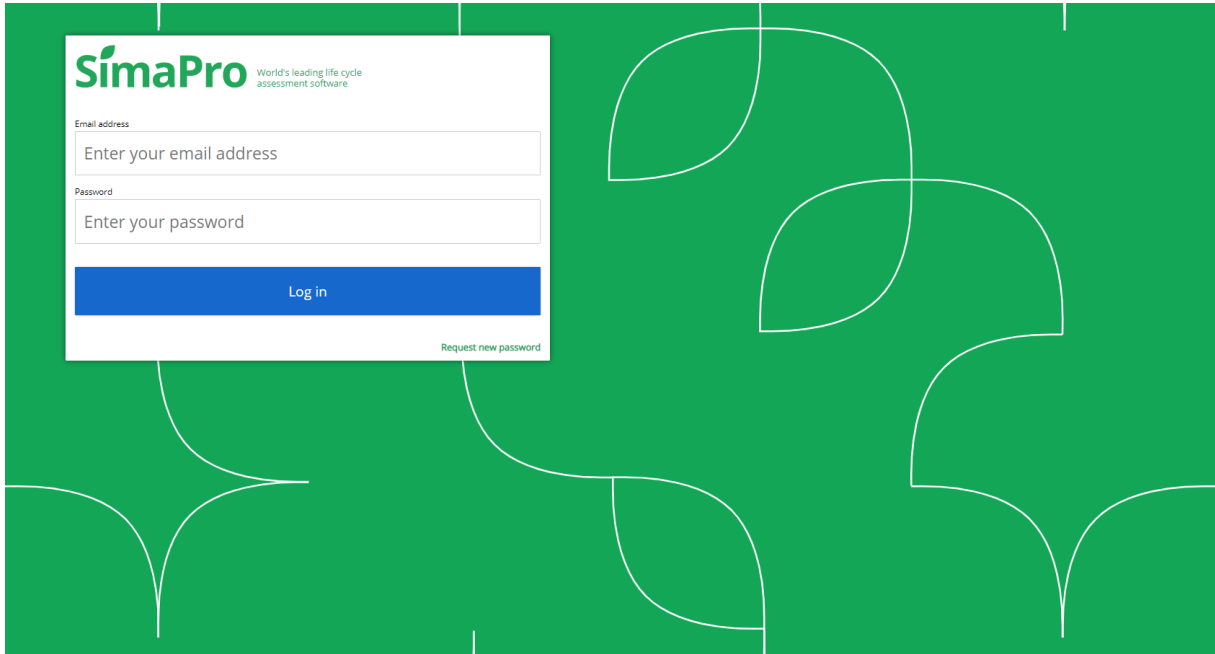 SimaPro
World's leading life cycle
assessment software
Email address
Enter your email address
Password
Enter your password
Log in
Request new password